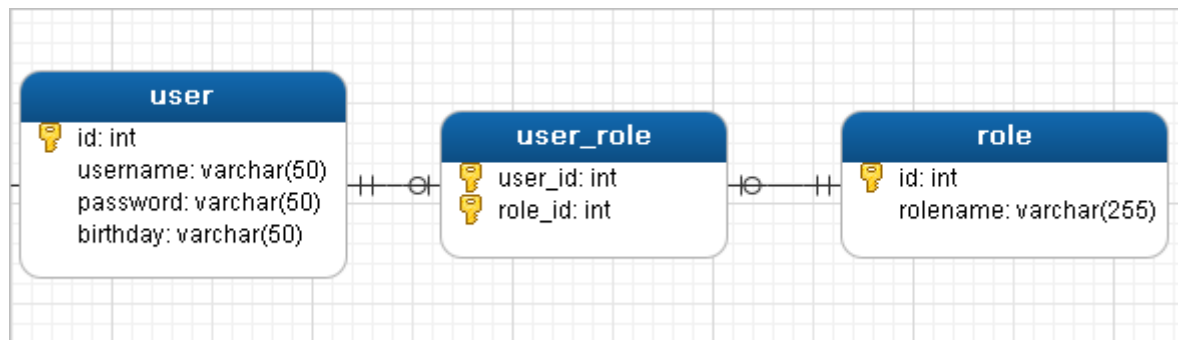 user
id: int
username: varchar(50)
password: varchar(50)
birthday: varchar(50)
user_role
user_id: int
role_id: int
role
id: int
rolename: varchar(255)